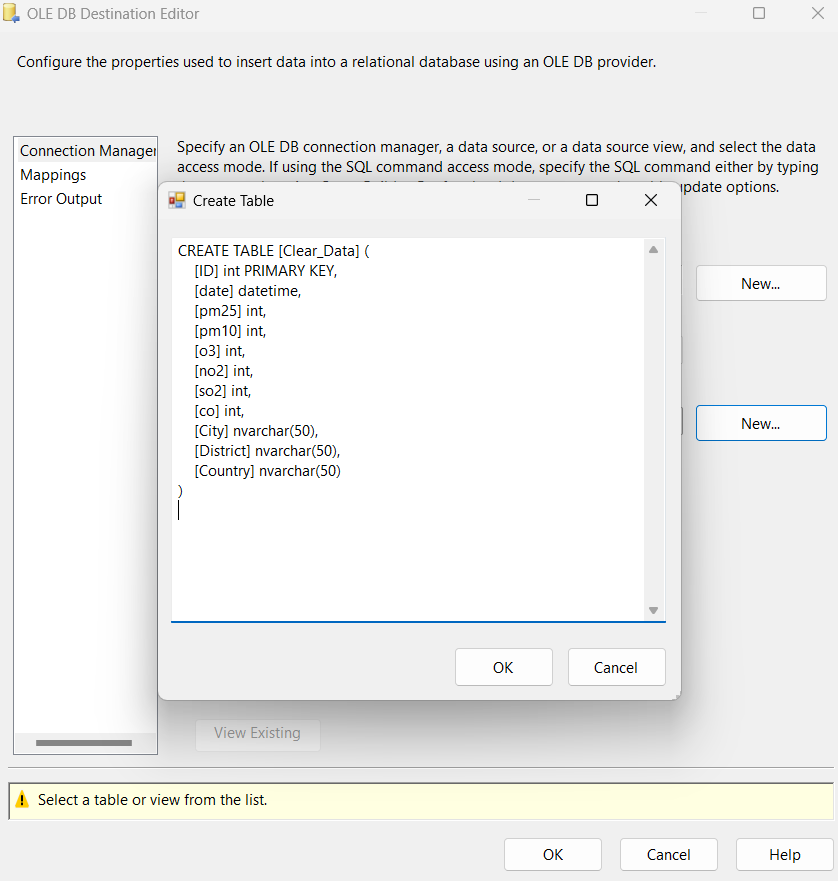 OLE DB Destination Editor
Configure the properties used to insert data into a relational database using an OLE DB provider.
Connection Manager
Mappings
Error Output
Specify an OLE DB connection manager, a data source, or a data source view, and select the data
access mode. If using the SQL command access mode, specify the SQL command either by typing
update options.
Create Table
CREATE TABLE [Clear_Data] (
[ID] int PRIMARY KEY,
[date] datetime,
[pm25] int,
[pm10] int,
[o3] int,
[no2] int,
[so2] int,
[co] int,
[City] nvarchar(50),
[District] nvarchar(50),
[Country] nvarchar(50)
)
New...
New...
OK
Cancel
View Existing
Select a table or view from the list.
OK
Cancel
Help